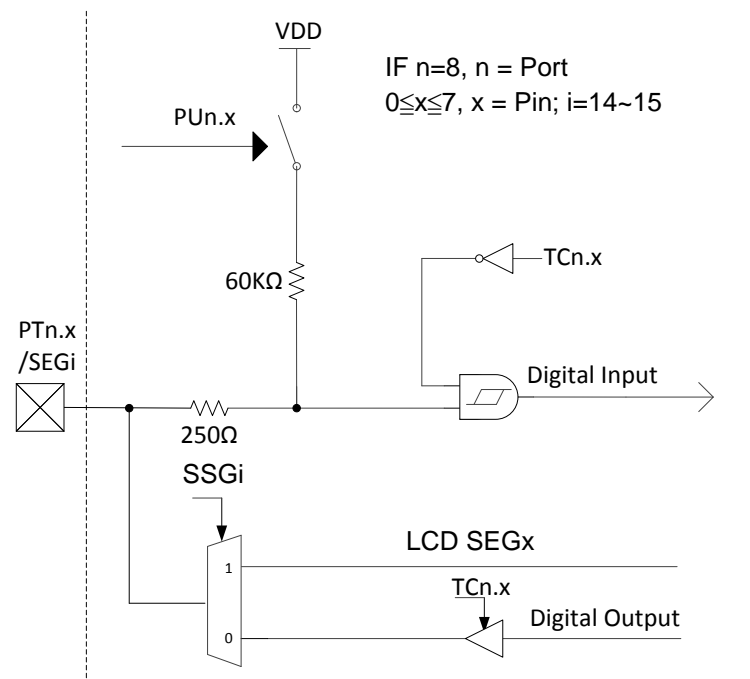 VDD
IF n=8, n = Port
0≦x≦7, x = Pin; i=14~15
PUn.x
60KΩ
TCn.x
PTn.x
/SEGi
Digital Input
250Ω
SSGi
LCD SEGx
1
TCn.x
Digital Output
0